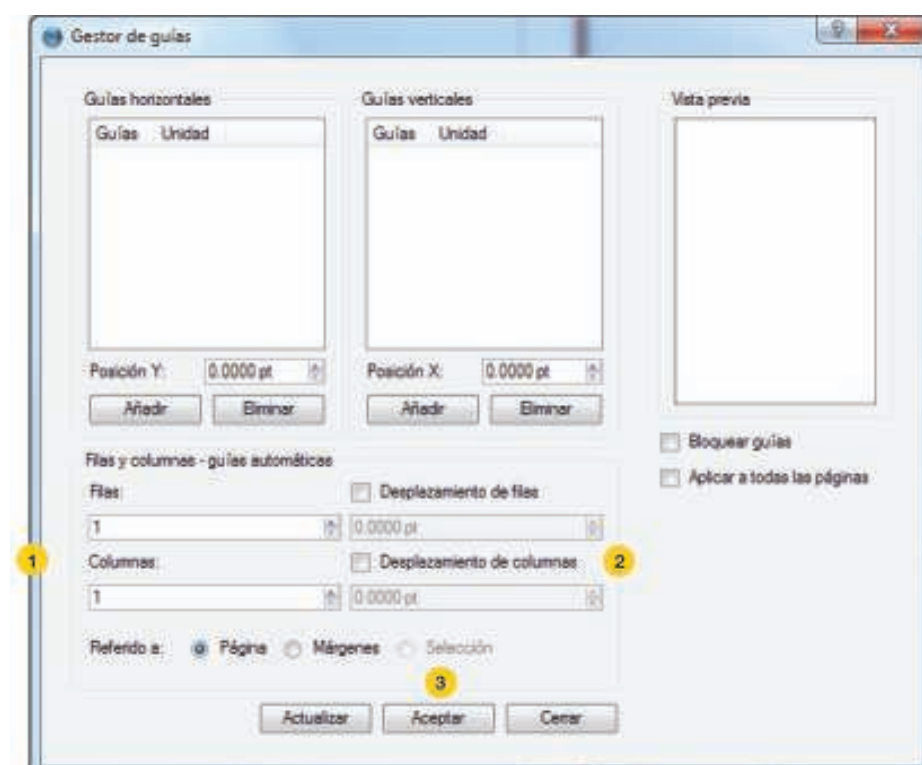 Gestor de guías
Guías horizontales
Guías Unidad
Posición Y: 0.0000 pt
Añadir Eliminar
Guías verticales
Guías Unidad
Posición X: 0.0000 pt
Añadir Eliminar
Vista previa
Bloquear guías
Aplicar a todas las páginas
Filas y columnas - guías automáticas
Filas: Desplazamiento de filas
1 0.0000 pt
1 Columnas: Desplazamiento de columnas 2
1 0.0000 pt
Referido a: Página Márgenes Selección
3
Actualizar Aceptar Cerrar